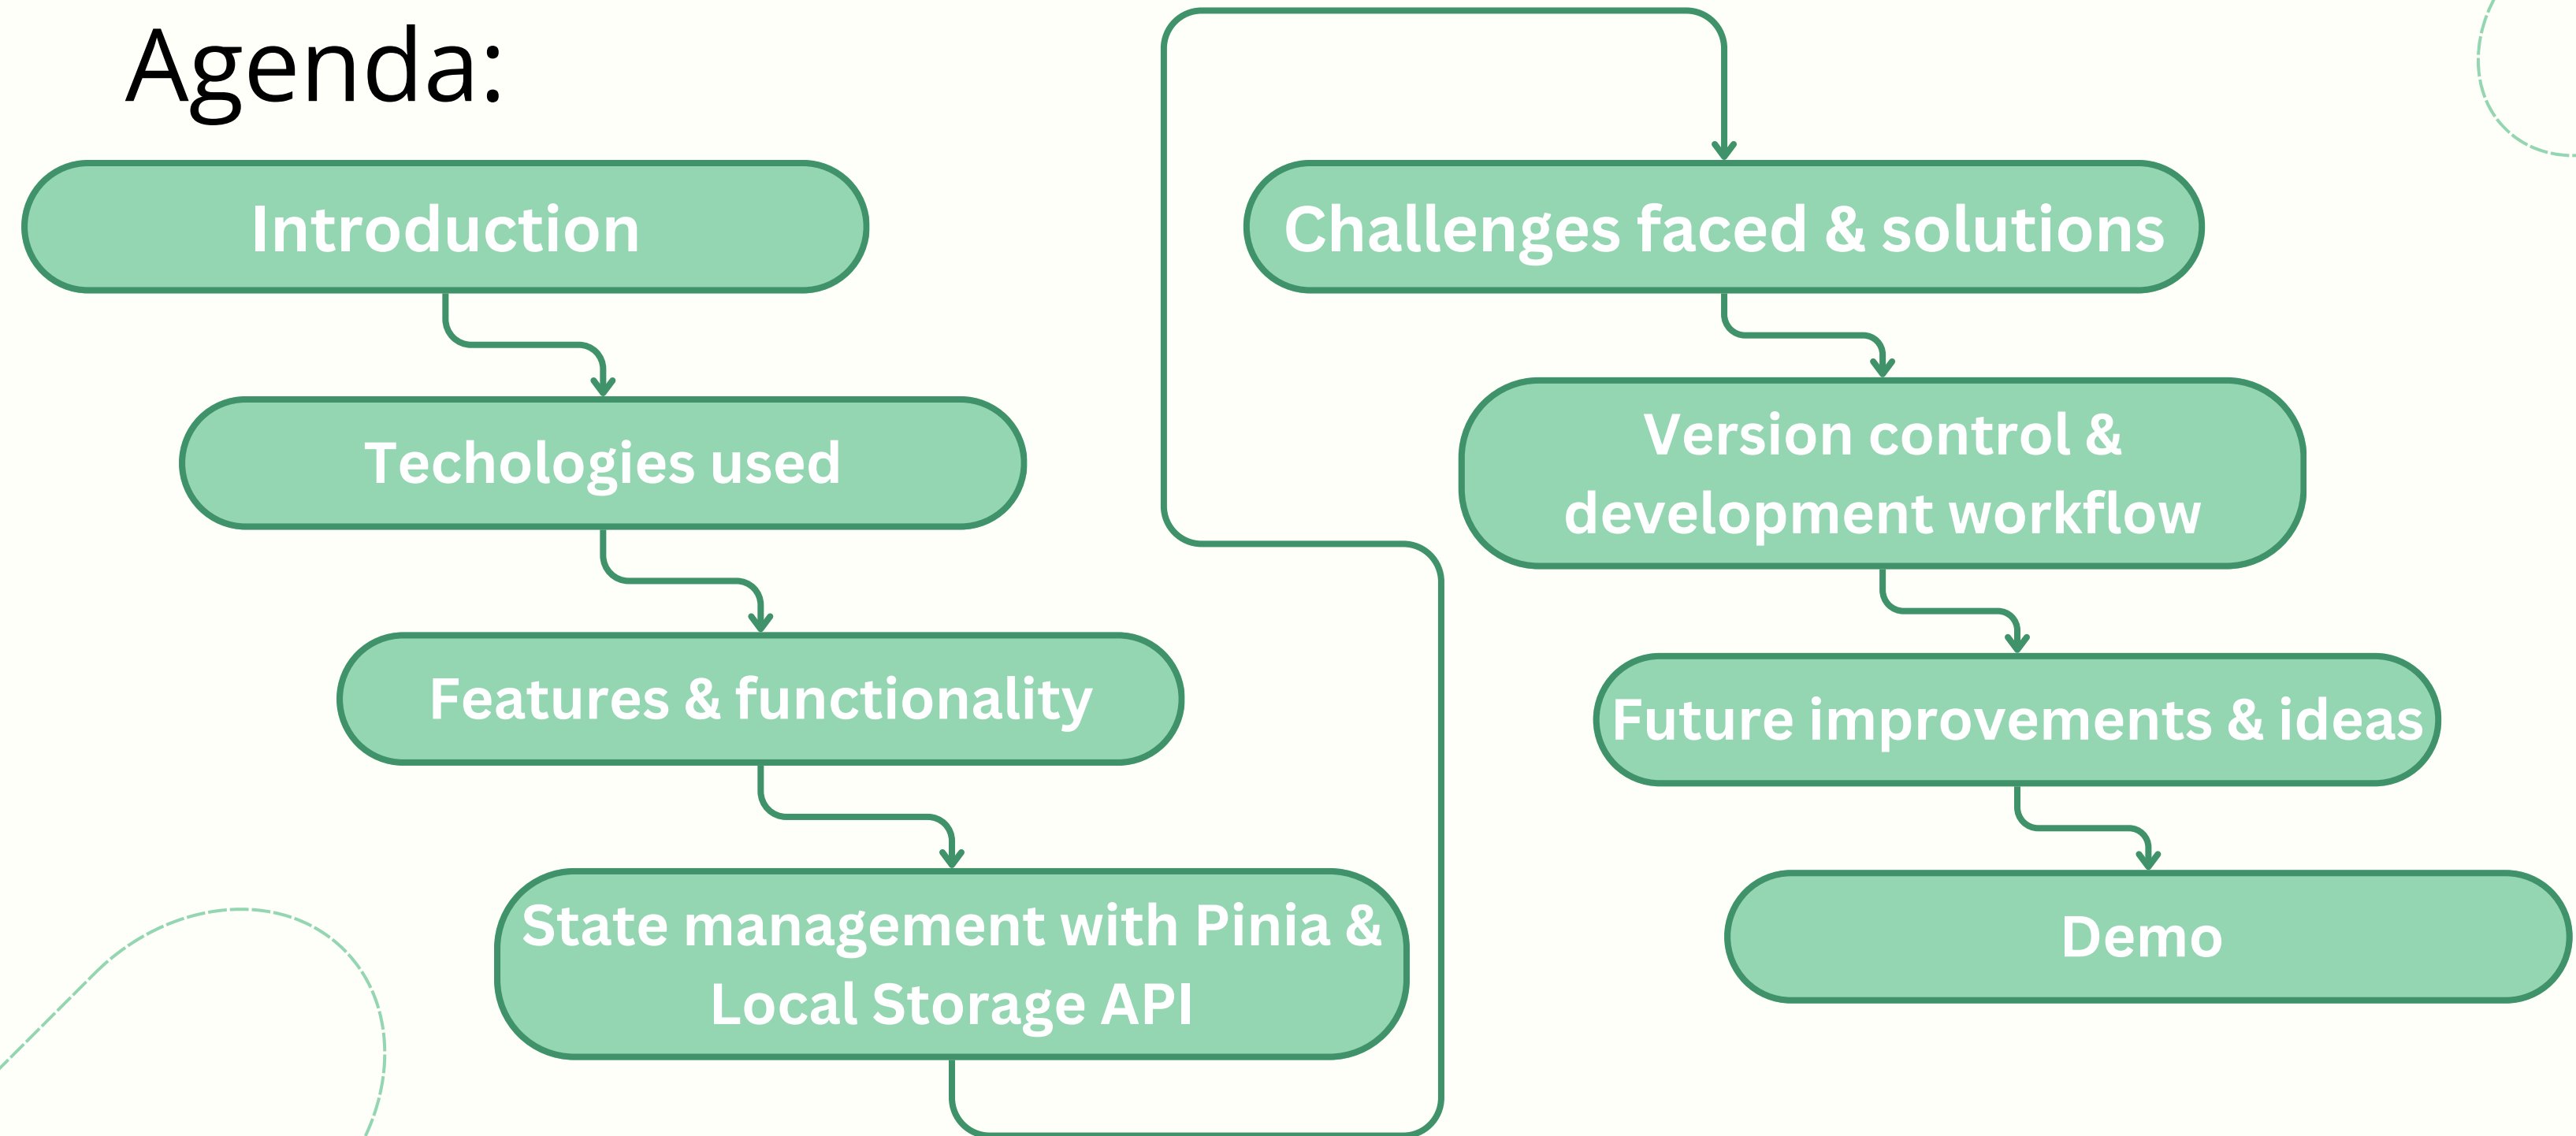 Agenda:
Introduction
Techologies used
Features & functionality
State management with Pinia &
Local Storage API
Challenges faced & solutions
Version control &
development workflow
Future improvements & ideas
Demo